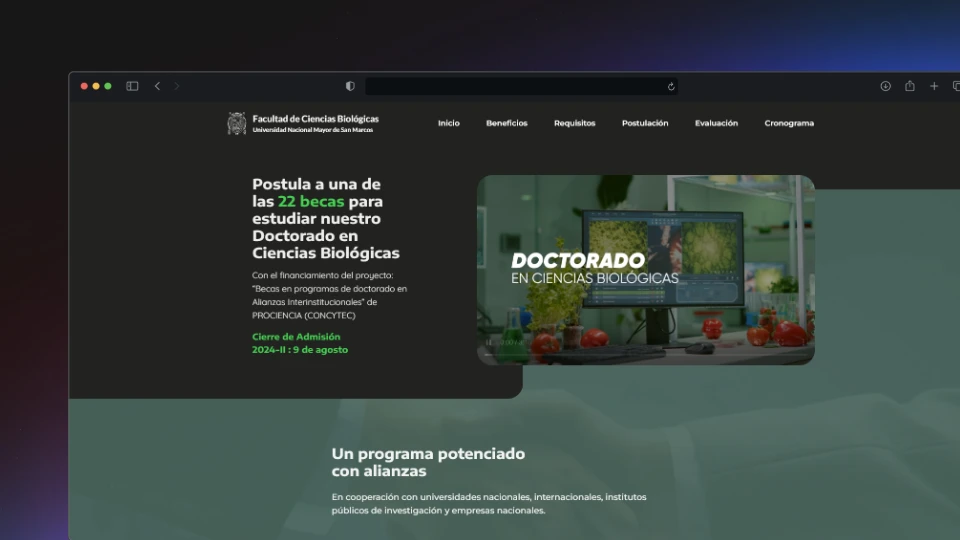 Facultad de Ciencias Biológicas
Universidad Nacional Mayor de San Marcos
Inicio Beneficios Requisitos Postulación Evaluación Cronograma
Postula a una de
las 22 becas para
estudiar nuestro
Doctorado en
Ciencias Biológicas
Con el financiamiento del proyecto:
"Becas en programas de doctorado en
Alianzas Interinstitucionales" de
PROCIENCIA (CONCYTEC)
Cierre de Admisión
2024-II : 9 de agosto
DOCTORADO
EN CIENCIAS BIOLÓGICAS
Un programa potenciado
con alianzas
En cooperación con universidades nacionales, internacionales, institutos
públicos de investigación y empresas nacionales.